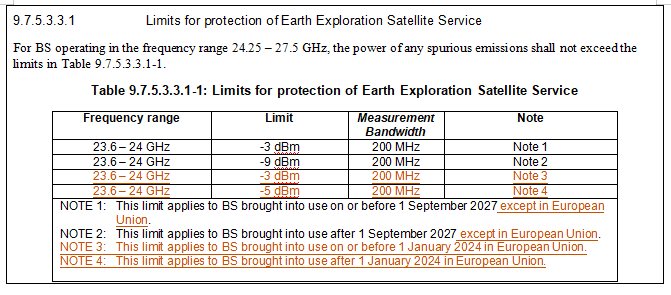 9.7.5.3.3.1 Limits for protection of Earth Exploration Satellite Service
For BS operating in the frequency range 24.25 – 27.5 GHz, the power of any spurious emissions shall not exceed the
limits in Table 9.7.5.3.3.1-1.
Table 9.7.5.3.3.1-1: Limits for protection of Earth Exploration Satellite Service
Frequency range Limit Measurement Note
Bandwidth
23.6 – 24 GHz -3 dBm 200 MHz Note 1
23.6 – 24 GHz -9 dBm 200 MHz Note 2
23.6 – 24 GHz -3 dBm 200 MHz Note 3
23.6 – 24 GHz -5 dBm 200 MHz Note 4
NOTE 1: This limit applies to BS brought into use on or before 1 September 2027 except in European
Union.
NOTE 2: This limit applies to BS brought into use after 1 September 2027 except in European Union.
NOTE 3: This limit applies to BS brought into use on or before 1 January 2024 in European Union.
NOTE 4: This limit applies to BS brought into use after 1 January 2024 in European Union.